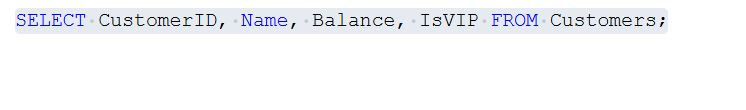 SELECT CustomerID, Name, Balance, IsVIP FROM Customers;